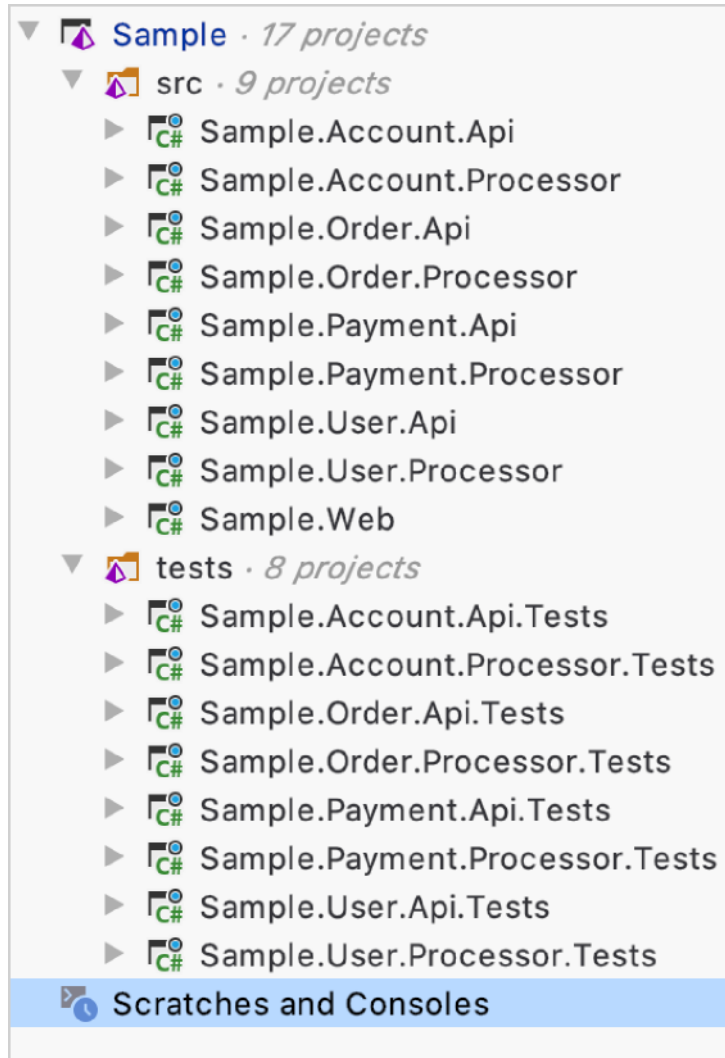 Sample · 17 projects
src · 9 projects
C# Sample.Account.Api
C# Sample.Account.Processor
C# Sample.Order.Api
C# Sample.Order.Processor
C# Sample.Payment.Api
C# Sample.Payment.Processor
C# Sample.User.Api
C# Sample.User.Processor
C# Sample.Web
tests · 8 projects
C# Sample.Account.Api.Tests
C# Sample.Account.Processor.Tests
C# Sample.Order.Api.Tests
C# Sample.Order.Processor.Tests
C# Sample.Payment.Api.Tests
C# Sample.Payment.Processor.Tests
C# Sample.User.Api.Tests
C# Sample.User.Processor.Tests
Scratches and Consoles